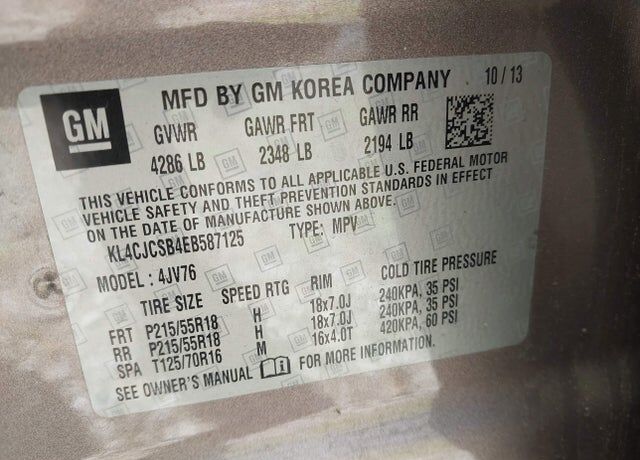 GM
MFD BY GM KOREA COMPANY 10/13
GVWR GAWR FRT GAWR RR
4286 LB 2348 LB 2194 LB
THIS VEHICLE CONFORMS TO ALL APPLICABLE U.S. FEDERAL MOTOR
VEHICLE SAFETY AND THEFT PREVENTION STANDARDS IN EFFECT
ON THE DATE OF MANUFACTURE SHOWN ABOVE.
KL4CJCSB4EB587125 TYPE: MPV
MODEL: 4JV76
TIRE SIZE SPEED RTG RIM COLD TIRE PRESSURE
FRT P215/55R18 H 18x7.0J 240KPA, 35 PSI
RR P215/55R18 H 18x7.0J 240KPA, 35 PSI
SPA T125/70R16 M 16x4.0T 420KPA, 60 PSI
SEE OWNER'S MANUAL FOR MORE INFORMATION.